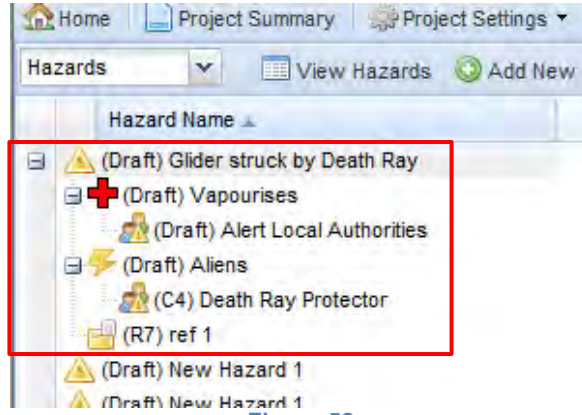 Home Project Summary Project Settings
Hazards View Hazards Add New
Hazard Name
(Draft) Glider struck by Death Ray
(Draft) Vapourises
(Draft) Alert Local Authorities
(Draft) Aliens
(C4) Death Ray Protector
(R7) ref 1
(Draft) New Hazard 1
(Draft) New Hazard 1